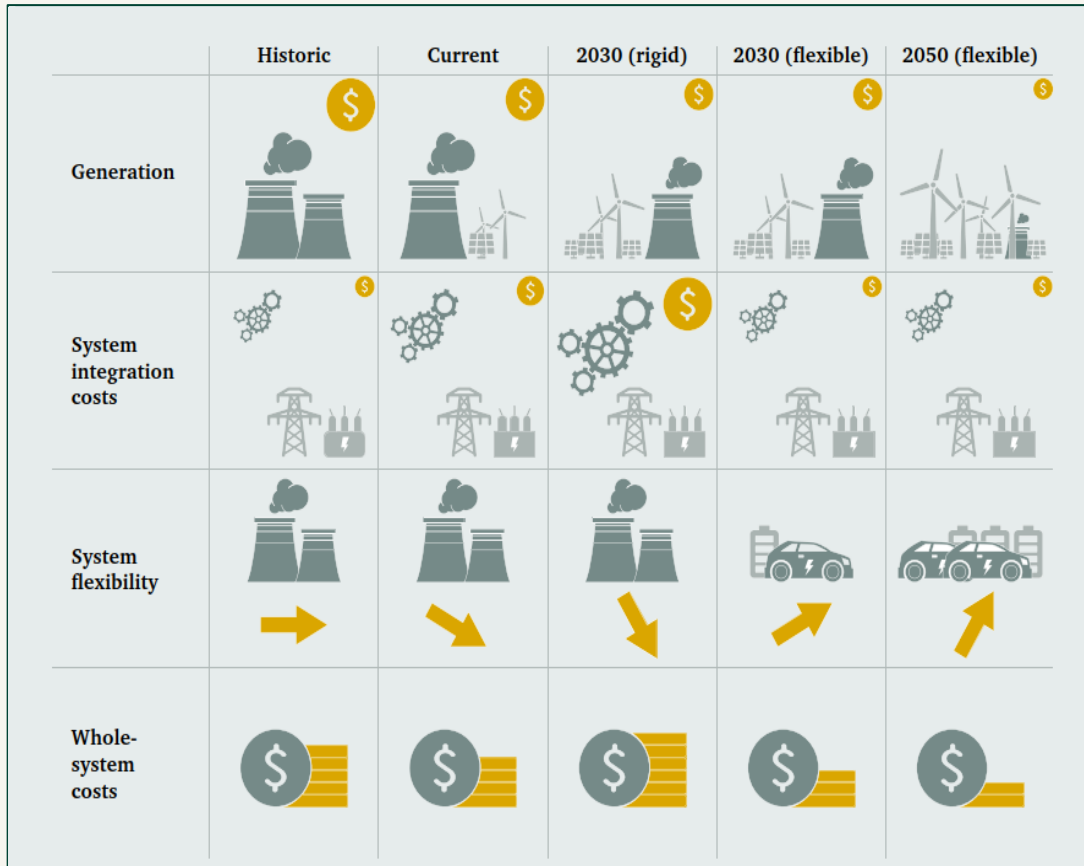 Historic
Current
2030 (rigid)
2030 (flexible)
2050 (flexible)
Generation
$
$
$
$
$
System
integration
costs
$
$
$
$
$
System
flexibility
Whole-
system
costs
$
$
$
$
$